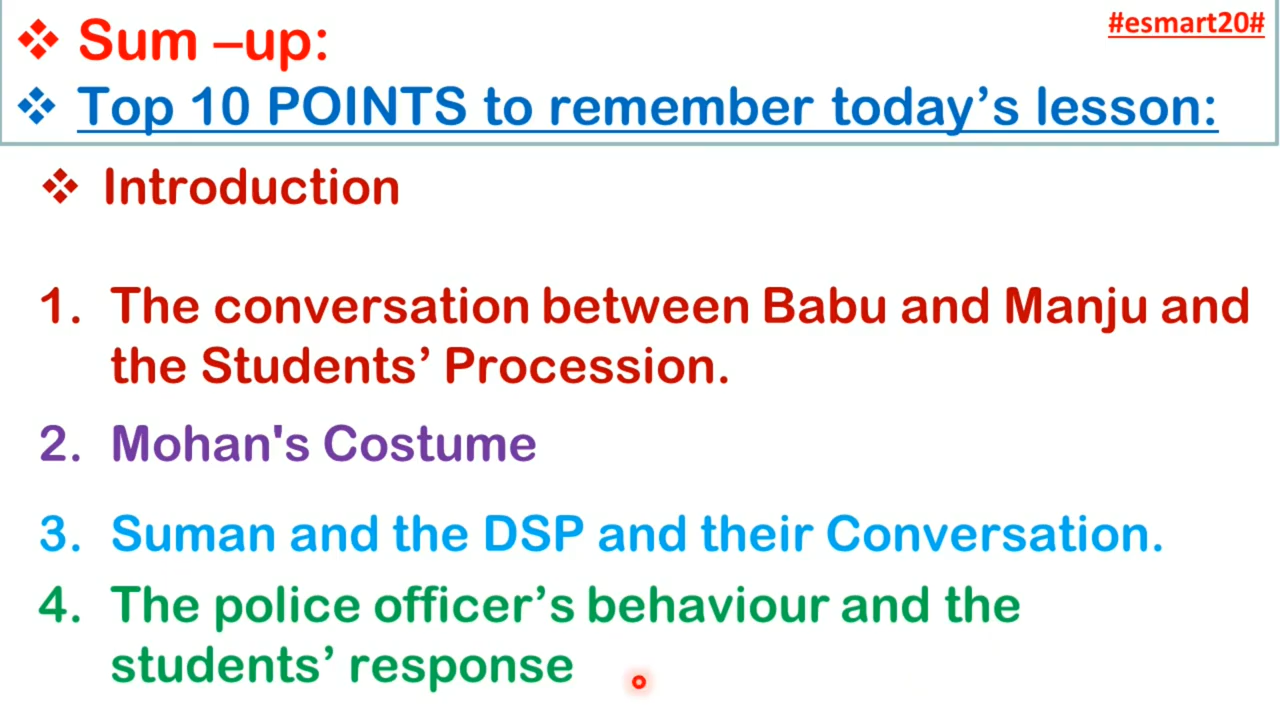 ❖ Sum –up:
#esmart20#
❖ Top 10 POINTS to remember today’s lesson:
❖ Introduction
1. The conversation between Babu and Manju and
the Students’ Procession.
2. Mohan's Costume
3. Suman and the DSP and their Conversation.
4. The police officer’s behaviour and the
students’ response